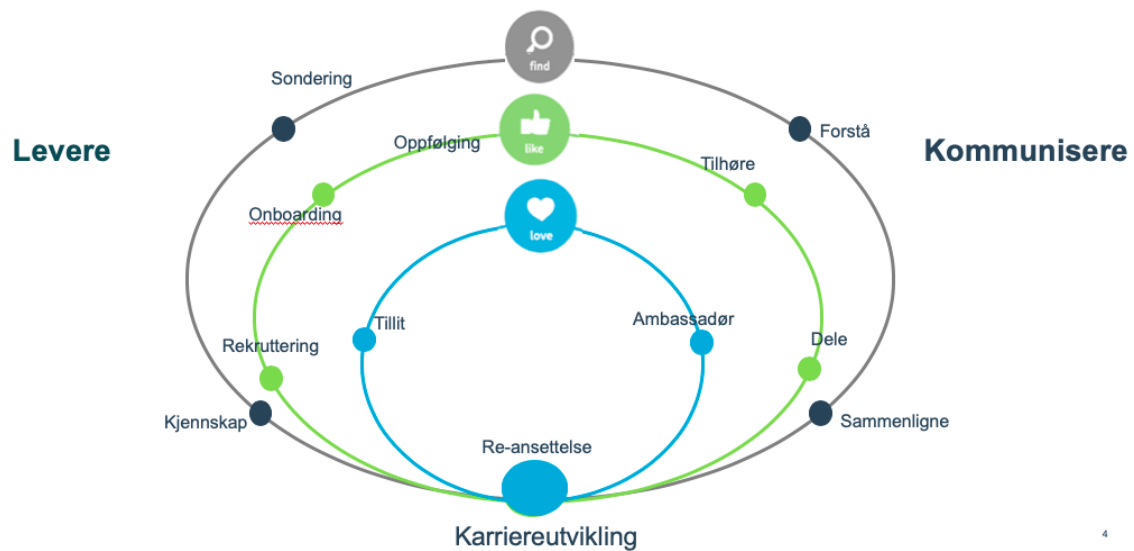 find
Sondering
Forstå
Levere
Kommunisere
like
Oppfølging
Tilhøre
Onboarding
love
Tillit
Ambassadør
Rekruttering
Dele
Kjennskap
Sammenligne
Re-ansettelse
Karriereutvikling
4